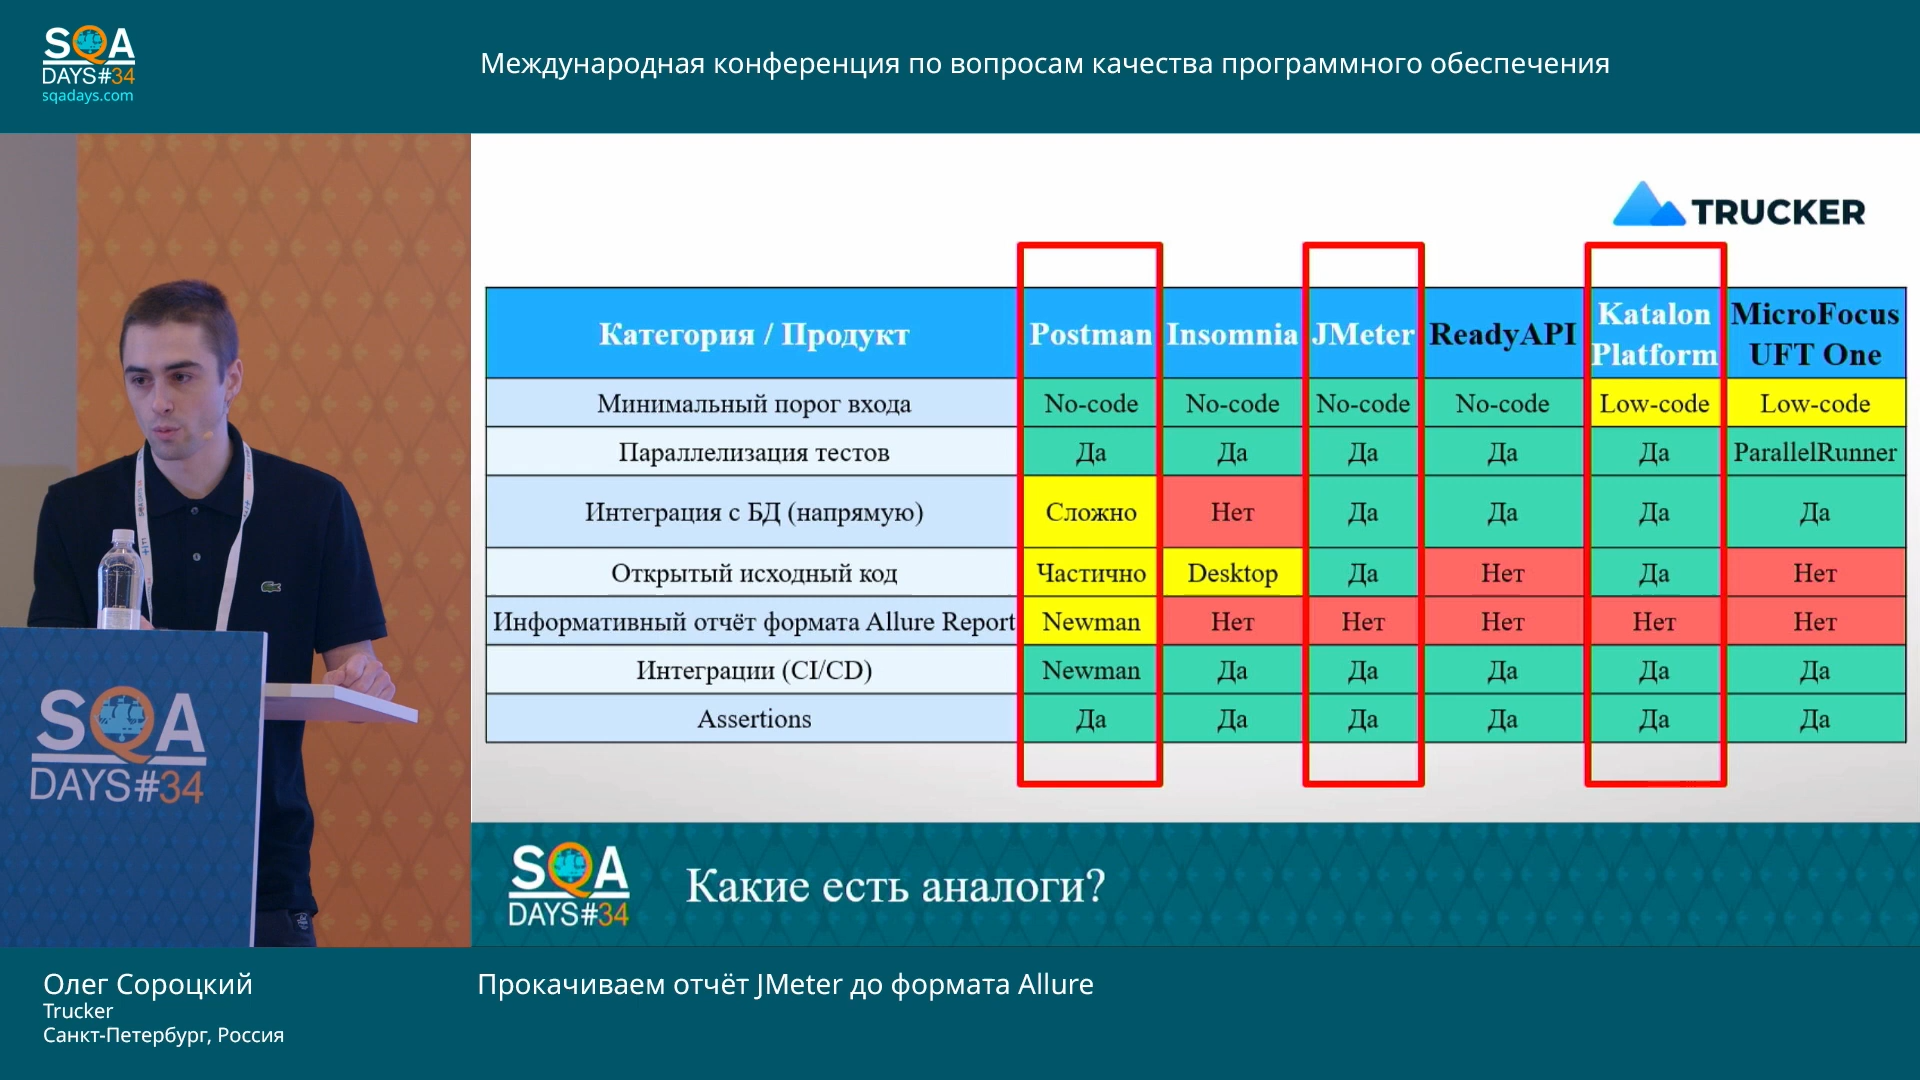 SQA
DAYS#34
sqadays.com
Международная конференция по вопросам качества программного обеспечения
TRUCKER
Категория / Продукт Postman Insomnia JMeter ReadyAPI Katalon Platform MicroFocus UFT One
Минимальный порог входа No-code No-code No-code No-code Low-code Low-code
Параллелизация тестов Да Да Да Да Да ParallelRunner
Интеграция с БД (напрямую) Сложно Нет Да Да Да Да
Открытый исходный код Частично Desktop Да Нет Да Нет
Информативный отчёт формата Allure Report Newman Нет Нет Нет Нет Нет
Интеграции (CI/CD) Newman Да Да Да Да Да
Assertions Да Да Да Да Да Да
SQA
DAYS#34
SQA
DAYS#34
Какие есть аналоги?
Олег Сороцкий
Trucker
Санкт-Петербург, Россия
Прокачиваем отчёт JMeter до формата Allure